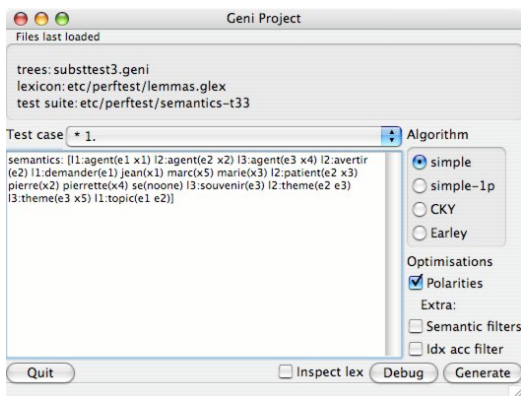 Geni Project
Files last loaded
trees: substtest3.geni
lexicon: etc/perftest/lemmas.glex
test suite: etc/perftest/semantics-t33
Test case * 1.
semantics: [l1:agent(e1 x1) l2:agent(e2 x2) l3:agent(e3 x4) l2:avertir
(e2) l1:demander(e1) jean(x1) marc(x5) marie(x3) l2:patient(e2 x3)
pierre(x2) pierrette(x4) se(noone) l3:souvenir(e3) l2:theme(e2 e3)
l3:theme(e3 x5) l1:topic(e1 e2)]
Algorithm
simple
simple-1p
CKY
Earley
Optimisations
Polarities
Extra:
Semantic filters
Idx acc filter
Quit
Inspect lex
Debug
Generate